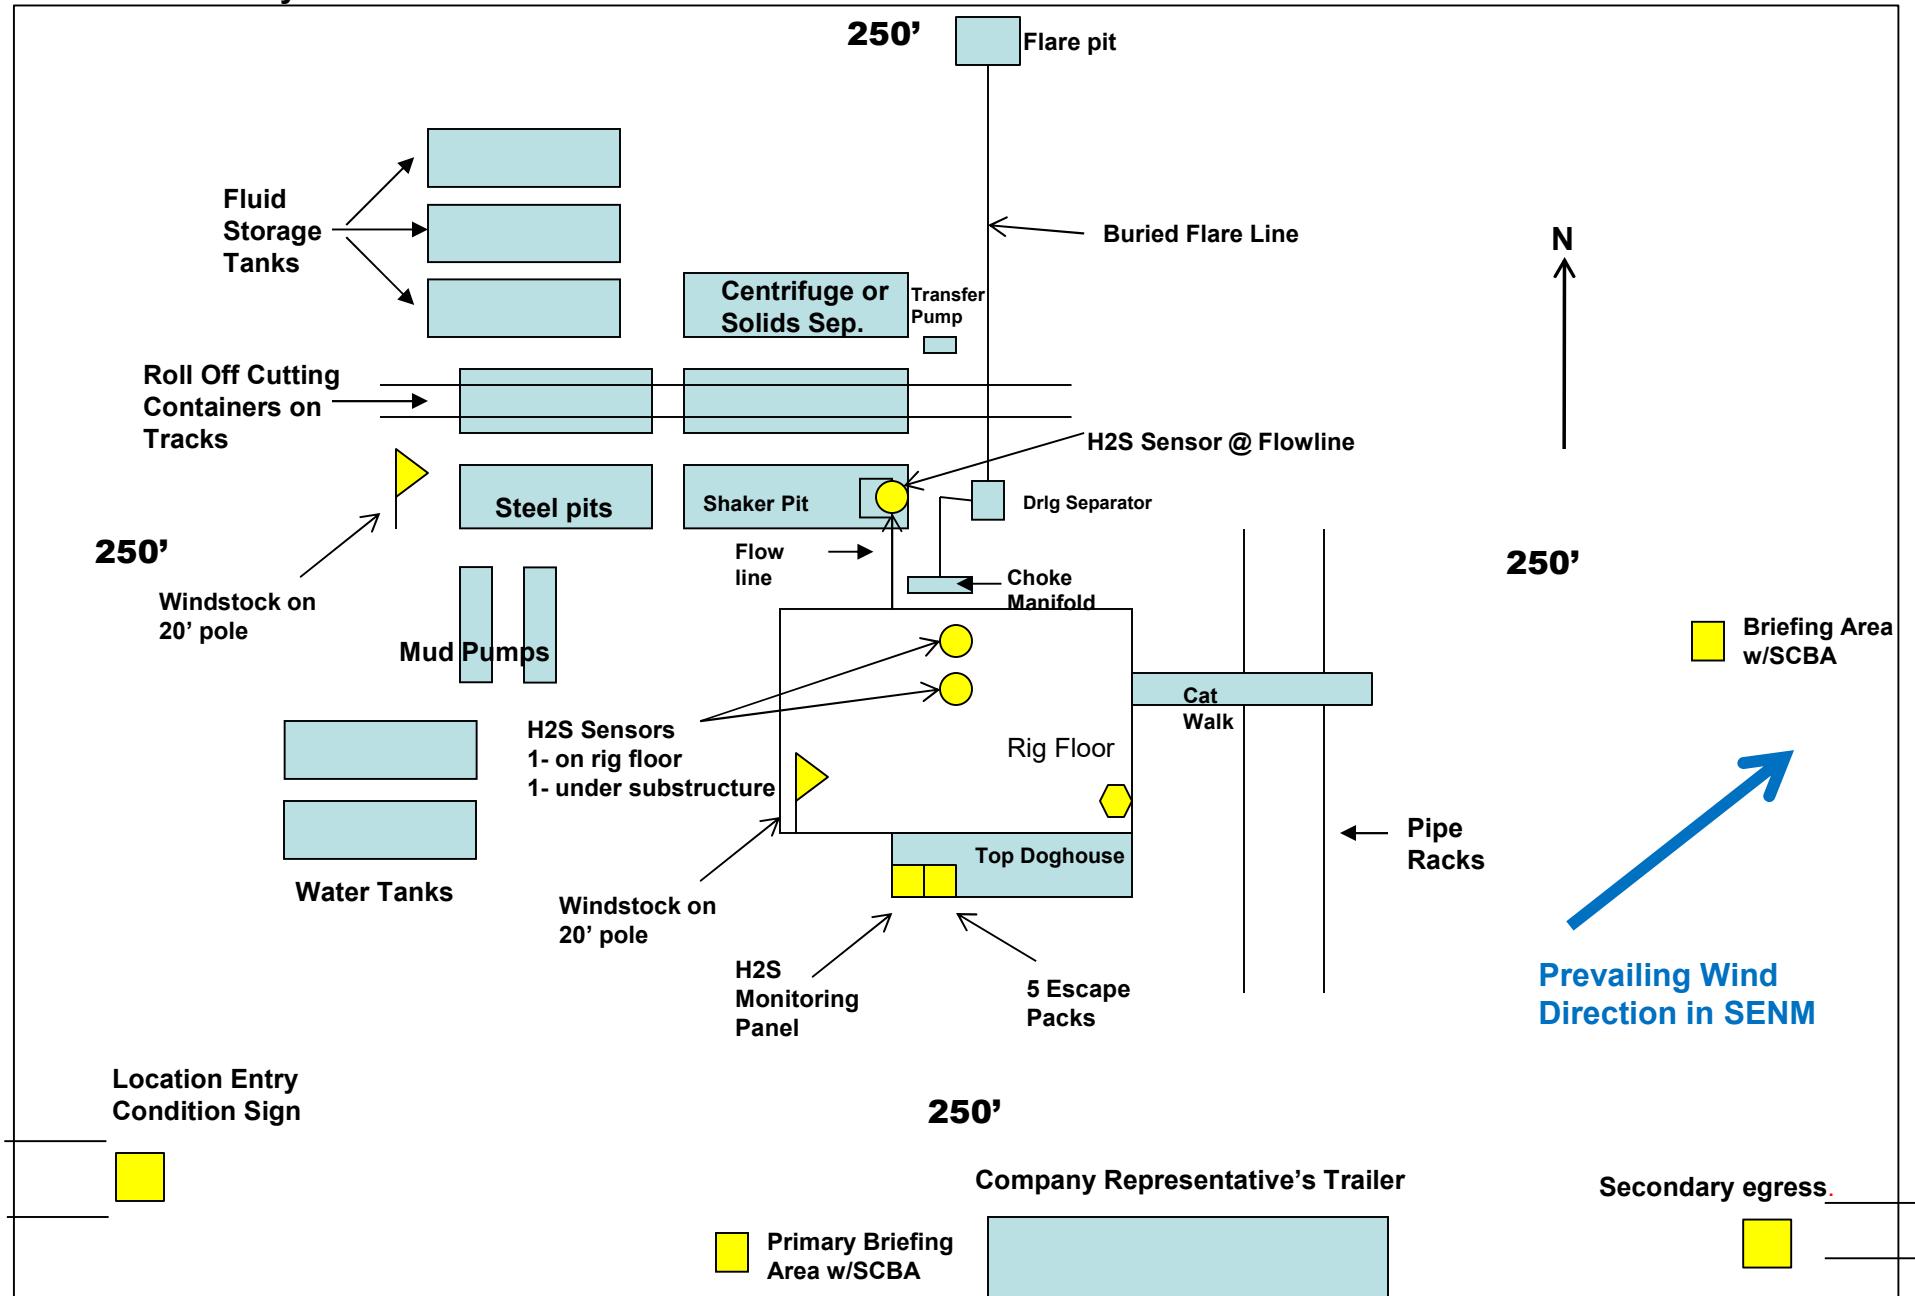 250’
Flare pit
Fluid
Storage
Tanks
Buried Flare Line
N
Centrifuge or
Solids Sep.
Transfer
Pump
Roll Off Cutting
Containers on
Tracks
H2S Sensor @ Flowline
Steel pits
Shaker Pit
Drlg Separator
250’
Flow
line
250’
Windstock on
20’ pole
Choke
Manifold
Mud Pumps
Briefing Area
w/SCBA
H2S Sensors
1- on rig floor
1- under substructure
Cat
Walk
Rig Floor
Pipe
Racks
Top Doghouse
Water Tanks
Windstock on
20’ pole
H2S
Monitoring
Panel
5 Escape
Packs
Prevailing Wind
Direction in SENM
Location Entry
Condition Sign
250’
Company Representative’s Trailer
Secondary egress.
Primary Briefing
Area w/SCBA